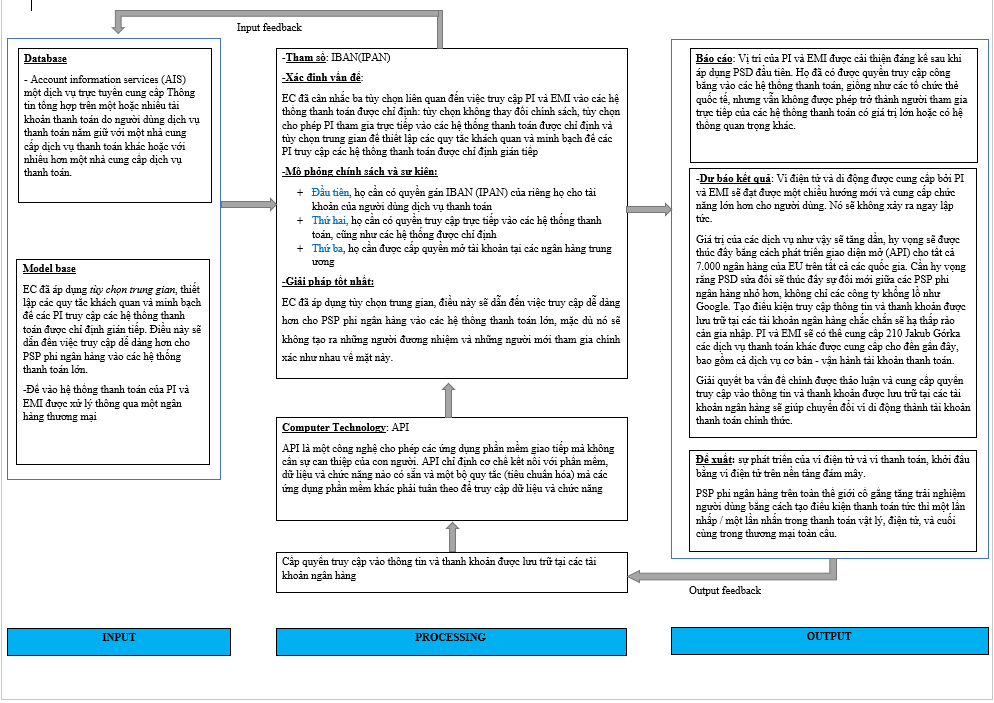 Input feedback
Database
- Account information services (AIS)
một dịch vụ trực tuyến cung cấp Thông
tin tổng hợp trên một hoặc nhiều tài
khoản thanh toán do người dùng dịch vụ
thanh toán nắm giữ với một nhà cung
cấp dịch vụ thanh toán khác hoặc với
nhiều hơn một nhà cung cấp dịch vụ
thanh toán.
Model base
EC đã áp dụng tùy chọn trung gian, thiết
lập các quy tắc khách quan và minh bạch
để các PI truy cập các hệ thống thanh
toán được chỉ định gián tiếp. Điều này sẽ
dẫn đến việc truy cập dễ dàng hơn cho
PSP phi ngân hàng vào các hệ thống
thanh toán lớn.
-Để vào hệ thống thanh toán của PI và
EMI được xử lý thông qua một ngân
hàng thương mại
-Tham số: IBAN(IPAN)
-Xác định vấn đề:
EC đã cân nhắc ba tùy chọn liên quan đến việc truy cập PI và EMI vào các hệ
thống thanh toán được chỉ định: tùy chọn không thay đổi chính sách, tùy chọn
cho phép PI tham gia trực tiếp vào các hệ thống thanh toán được chỉ định và
tùy chọn trung gian để thiết lập các quy tắc khách quan và minh bạch để các
PI truy cập các hệ thống thanh toán được chỉ định gián tiếp
-Mô phỏng chính sách và sự kiện:
+ Đầu tiên, họ cần có quyền gán IBAN (IPAN) của riêng họ cho tài
khoản của người dùng dịch vụ thanh toán
+ Thứ hai, họ cần có quyền truy cập trực tiếp vào các hệ thống thanh
toán, cũng như các hệ thống được chỉ định
+ Thứ ba, họ cần được cấp quyền mở tài khoản tại các ngân hàng trung
ương
-Giải pháp tốt nhất:
EC đã áp dụng tùy chọn trung gian, điều này sẽ dẫn đến việc truy cập dễ dàng
hơn cho PSP phi ngân hàng vào các hệ thống thanh toán lớn, mặc dù nó sẽ
không tạo ra những người đương nhiệm và những người mới tham gia chính
xác như nhau về mặt này.
Computer Technology: API
API là một công nghệ cho phép các ứng dụng phần mềm giao tiếp mà không
cần sự can thiệp của con người. API chỉ định cơ chế kết nối với phần mềm,
dữ liệu và chức năng nào có sẵn và một bộ quy tắc (tiêu chuẩn hóa) mà các
ứng dụng phần mềm khác phải tuân theo để truy cập dữ liệu và chức năng
Cấp quyền truy cập vào thông tin và thanh khoản được lưu trữ tại các tài
khoản ngân hàng
Báo cáo: Vị trí của PI và EMI được cải thiện đáng kể sau khi
áp dụng PSD đầu tiên. Họ đã có được quyền truy cập công
bằng vào các hệ thống thanh toán, giống như các tổ chức thẻ
quốc tế, nhưng vẫn không được phép trở thành người tham gia
trực tiếp của các hệ thống thanh toán có giá trị lớn hoặc có hệ
thống quan trọng khác.
-Dự báo kết quả: Ví điện tử và di động được cung cấp bởi PI
và EMI sẽ đạt được một chiều hướng mới và cung cấp chức
năng lớn hơn cho người dùng. Nó sẽ không xảy ra ngay lập
tức.
Giá trị của các dịch vụ như vậy sẽ tăng dần, hy vọng sẽ được
thúc đẩy bằng cách phát triển giao diện mở (API) cho tất cả
7.000 ngân hàng của EU trên tất cả các quốc gia. Cần hy vọng
rằng PSD sửa đổi sẽ thúc đẩy sự đổi mới giữa các PSP phi
ngân hàng nhỏ hơn, không chỉ các công ty khổng lồ như
Google. Tạo điều kiện truy cập thông tin và thanh khoản được
lưu trữ tại các tài khoản ngân hàng chắc chắn sẽ hạ thấp rào
cản gia nhập. PI và EMI sẽ có thể cung cấp 210 Jakub Górka
các dịch vụ thanh toán khác được cung cấp cho đến gần đây,
bao gồm cả dịch vụ cơ bản - vận hành tài khoản thanh toán.
Giải quyết ba vấn đề chính được thảo luận và cung cấp quyền
truy cập vào thông tin và thanh khoản được lưu trữ tại các tài
khoản ngân hàng sẽ giúp chuyển đổi ví di động thành tài khoản
thanh toán chính thức.
Đề xuất: sự phát triển của ví điện tử và ví thanh toán, khởi đầu
bằng ví điện tử trên nền tảng đám mây.
PSP phi ngân hàng trên toàn thế giới cố gắng tăng trải nghiệm
người dùng bằng cách tạo điều kiện thanh toán tức thì một lần
nhấp / một lần nhấn trong thanh toán vật lý, điện tử, và cuối
cùng trong thương mại toàn cầu.
Output feedback
INPUT
PROCESSING
OUTPUT